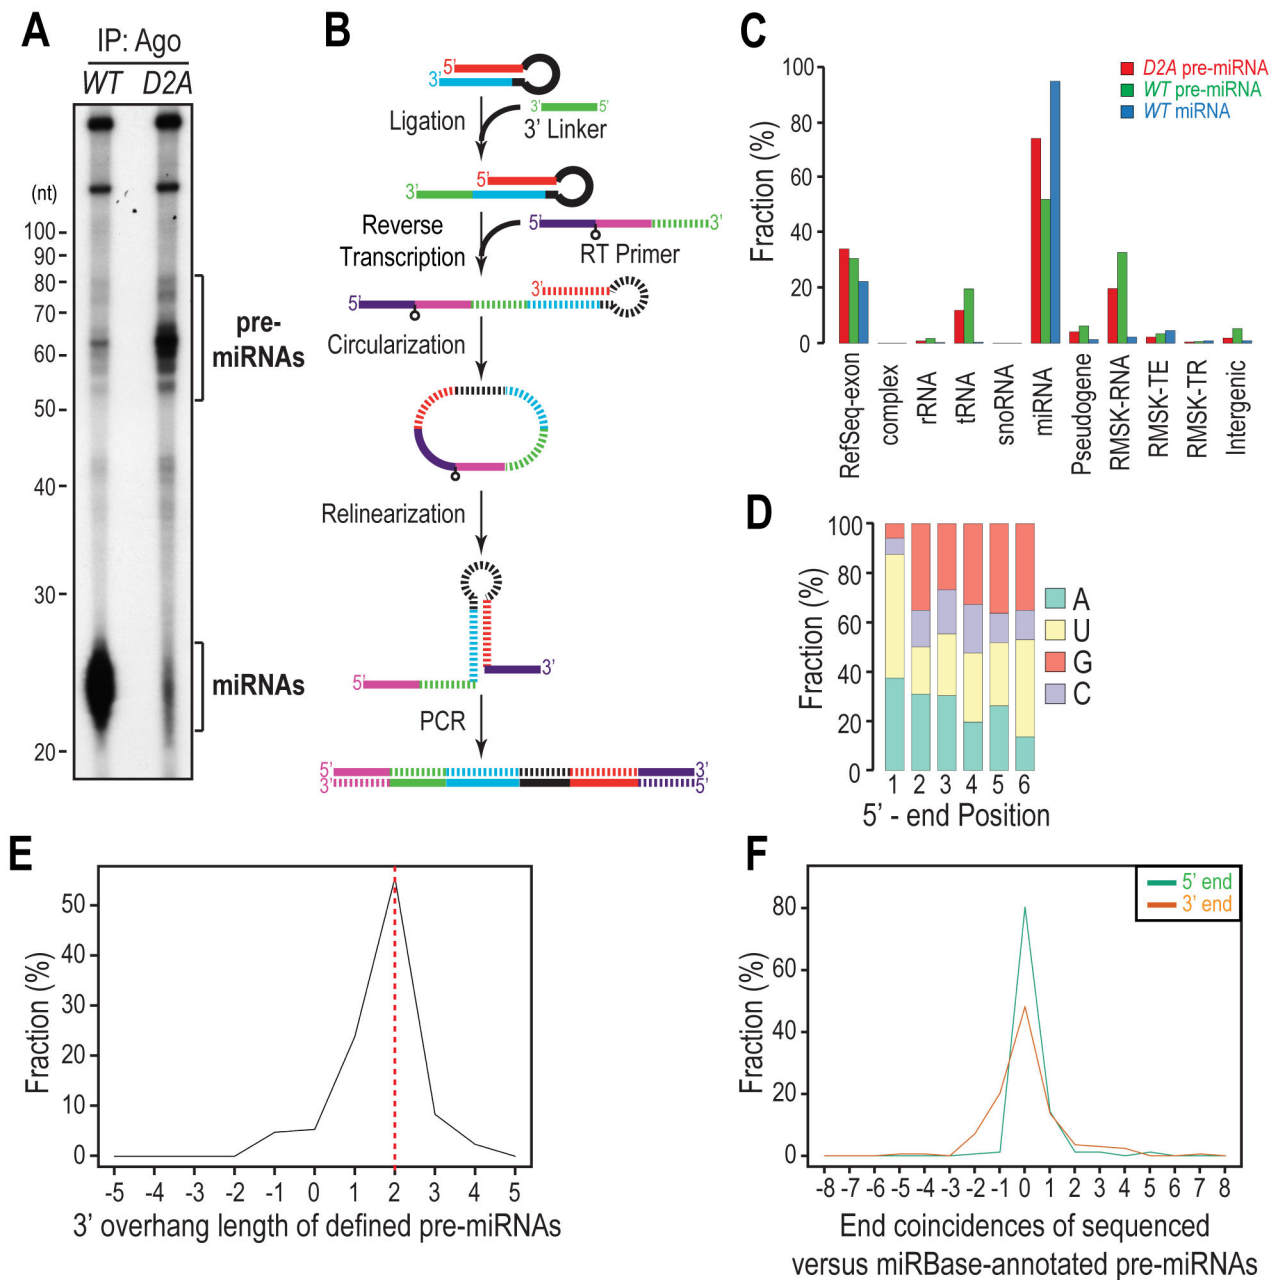 A
IP: Ago
WT D2A
(nt)
100
90
80
70
60
50
40
30
20
pre-
miRNAs
miRNAs
B
5'
3'
Ligation
3' 5'
3' Linker
5'
3'
Reverse
Transcription
5' 3'
RT Primer
3'
5'
Circularization
Relinearization
3'
5'
PCR
5' 3'
3' 5'
C
Fraction (%)
100
80
60
40
20
0
D2A pre-miRNA
WT pre-miRNA
WT miRNA
RefSeq-exon
complex
rRNA
tRNA
snoRNA
miRNA
Pseudogene
RMSK-RNA
RMSK-TE
RMSK-TR
Intergenic
D
Fraction (%)
100
80
60
40
20
0
1 2 3 4 5 6
5' - end Position
A
U
G
C
E
Fraction (%)
50
40
30
20
10
0
-5 -4 -3 -2 -1 0 1 2 3 4 5
3' overhang length of defined pre-miRNAs
F
5' end
3' end
Fraction (%)
80
60
40
20
0
-8 -7 -6 -5 -4 -3 -2 -1 0 1 2 3 4 5 6 7 8
End coincidences of sequenced
versus miRBase-annotated pre-miRNAs